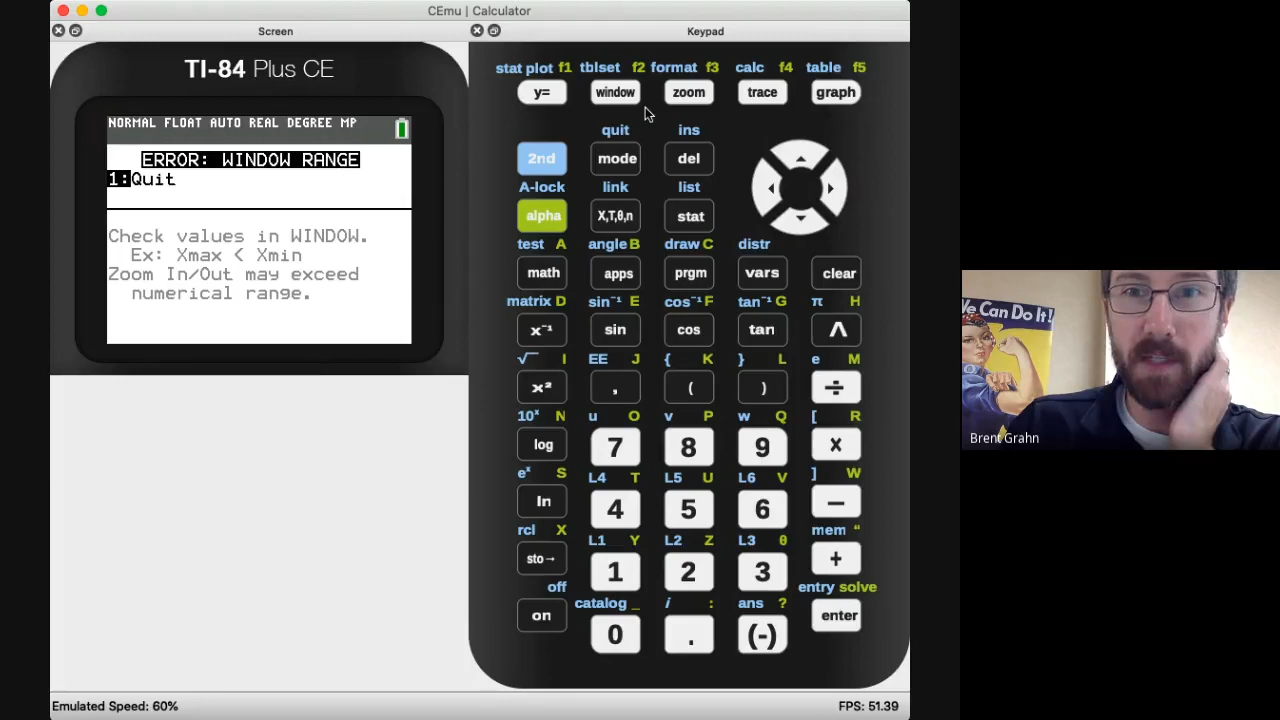 CEmu | Calculator
Screen
Keypad
TI-84 Plus CE
NORMAL FLOAT AUTO REAL DEGREE MP
ERROR: WINDOW RANGE
1:Quit
Check values in WINDOW.
Ex: Xmax < Xmin
Zoom In/Out may exceed
numerical range.
stat plot f1 tblset f2 format f3 calc f4 table f5
y= window zoom trace graph
quit ins
2nd mode del
A-lock link list
alpha X,T,θ,n stat
test A angle B draw C distr
math apps prgm vars clear
matrix D sin⁻¹ E cos⁻¹ F tan⁻¹ G π H
x⁻¹ sin cos tan ^
√ I EE J { K } L e M
x² , ( ) ÷
10ˣ N u O v P w Q [ R
log 7 8 9 ×
eˣ S L4 T L5 U L6 V ] W
ln 4 5 6 −
rcl X L1 Y L2 Z L3 θ mem "
sto→ 1 2 3 +
off catalog _ i : ans ? entry solve
on 0 . (-) enter
Emulated Speed: 60%
FPS: 51.39
We Can Do It!
Brent Grahn